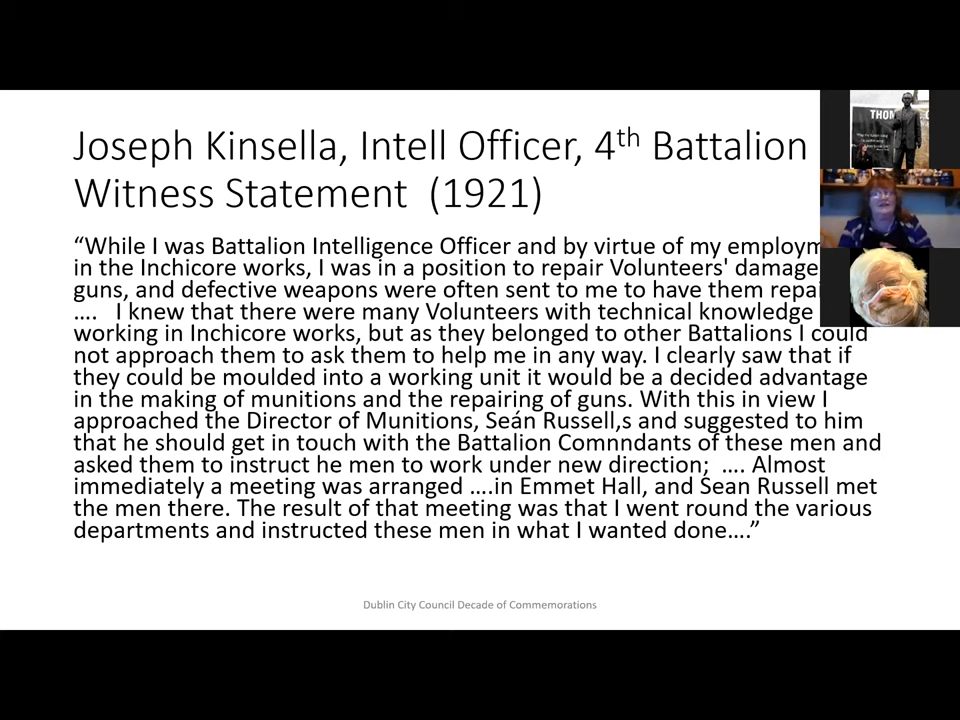 Joseph Kinsella, Intell Officer, 4th Battalion
Witness Statement (1921)
THOM
"While I was Battalion Intelligence Officer and by virtue of my employm
in the Inchicore works, I was in a position to repair Volunteers' damage
guns, and defective weapons were often sent to me to have them repai
.... I knew that there were many Volunteers with technical knowledge
working in Inchicore works, but as they belonged to other Battalions I could
not approach them to ask them to help me in any way. I clearly saw that if
they could be moulded into a working unit it would be a decided advantage
in the making of munitions and the repairing of guns. With this in view I
approached the Director of Munitions, Seán Russell,s and suggested to him
that he should get in touch with the Battalion Comnndants of these men and
asked them to instruct he men to work under new direction; .... Almost
immediately a meeting was arranged ....in Emmet Hall, and Sean Russell met
the men there. The result of that meeting was that I went round the various
departments and instructed these men in what I wanted done...."
Dublin City Council Decade of Commemorations